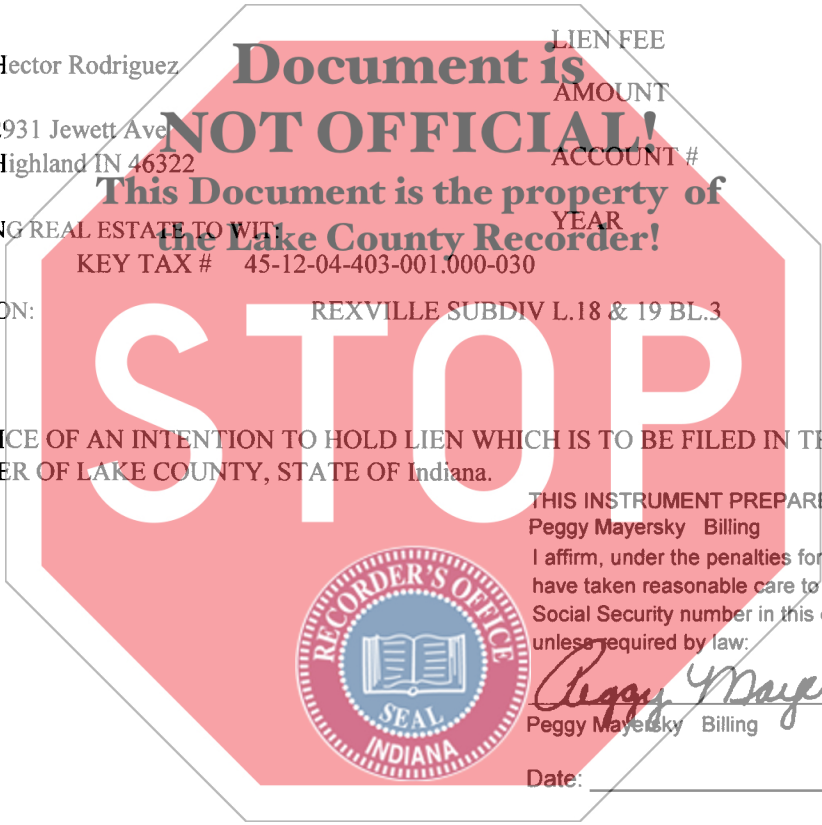 LIEN FEE
Hector Rodriguez
Document is
AMOUNT
NOT OFFICIAL!
2931 Jewett Ave
Highland IN 46322
ACCOUNT #
This Document is the property of
YEAR
NG REAL ESTATE TO WIT:
the Lake County Recorder!
KEY TAX # 45-12-04-403-001.000-030
ON: REXVILLE SUBDIV L.18 & 19 BL.3
STOP
ICE OF AN INTENTION TO HOLD LIEN WHICH IS TO BE FILED IN TH
ER OF LAKE COUNTY, STATE OF Indiana.
THIS INSTRUMENT PREPARE
Peggy Mayersky Billing
I affirm, under the penalties for
have taken reasonable care to
Social Security number in this
unless required by law:
Peggy Maye
Peggy Mayersky Billing
Date:
RECORDER'S OFFICE
SEAL
INDIANA